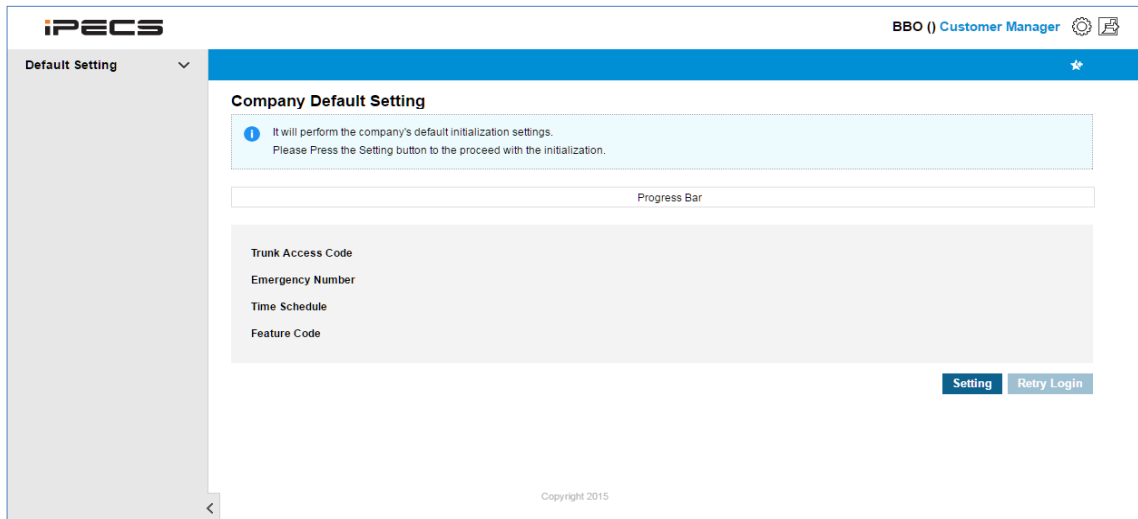 iPECS
BBO () Customer Manager
Default Setting
Company Default Setting
It will perform the company's default initialization settings.
Please Press the Setting button to the proceed with the initialization.
Progress Bar
Trunk Access Code
Emergency Number
Time Schedule
Feature Code
Setting Retry Login
Copyright 2015